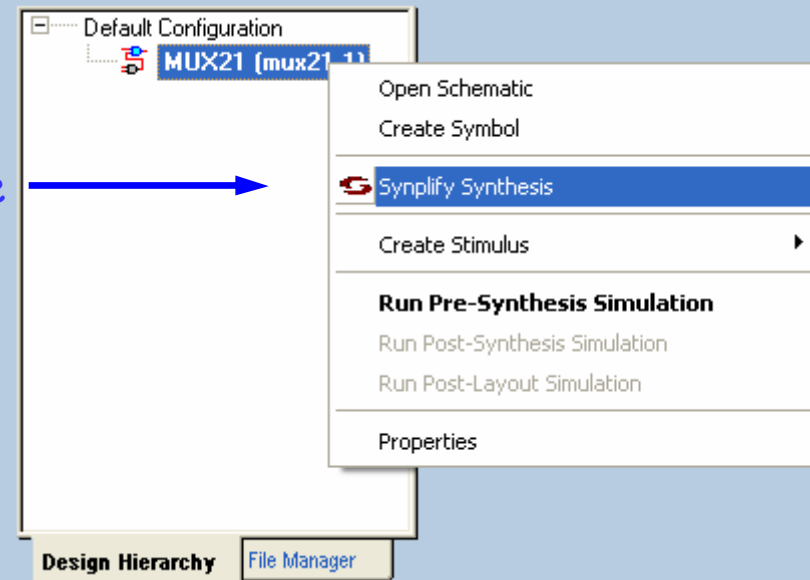 Default Configuration
MUX21 (mux21_1)
Open Schematic
Create Symbol
Synplify Synthesis
Create Stimulus
Run Pre-Synthesis Simulation
Run Post-Synthesis Simulation
Run Post-Layout Simulation
Properties
Design Hierarchy
File Manager